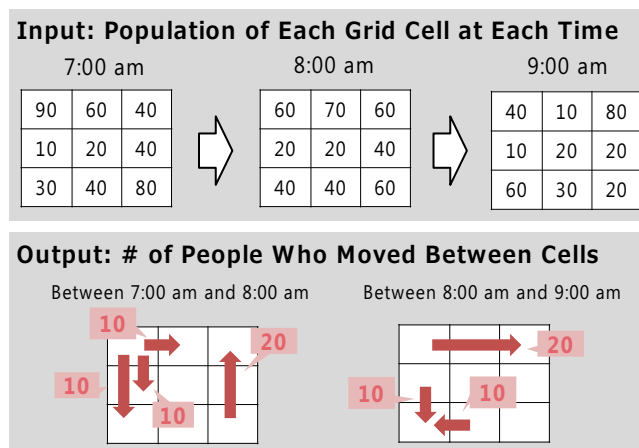 Input: Population of Each Grid Cell at Each Time
7:00 am 8:00 am 9:00 am
90 60 40 60 70 60 40 10 80
10 20 40 20 20 40 10 20 20
30 40 80 40 40 60 60 30 20
Output: # of People Who Moved Between Cells
Between 7:00 am and 8:00 am Between 8:00 am and 9:00 am
10
20 20
10 10 10 10